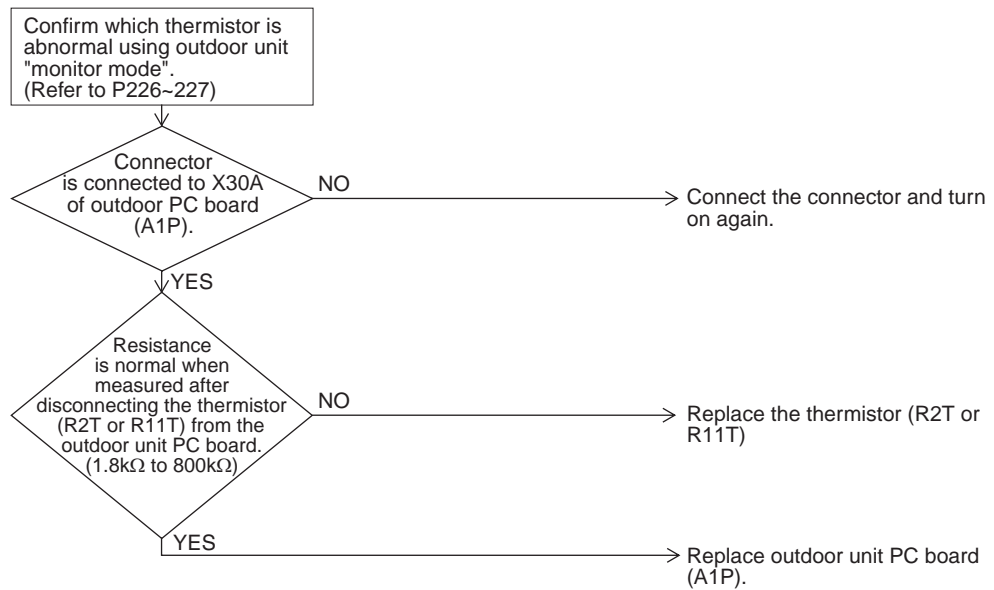 Confirm which thermistor is
abnormal using outdoor unit
"monitor mode".
(Refer to P226~227)
Connector
is connected to X30A
of outdoor PC board
(A1P).
NO
Connect the connector and turn
on again.
YES
Resistance
is normal when
measured after
disconnecting the thermistor
(R2T or R11T) from the
outdoor unit PC board.
(1.8kΩ to 800kΩ)
NO
Replace the thermistor (R2T or
R11T)
YES
Replace outdoor unit PC board
(A1P).